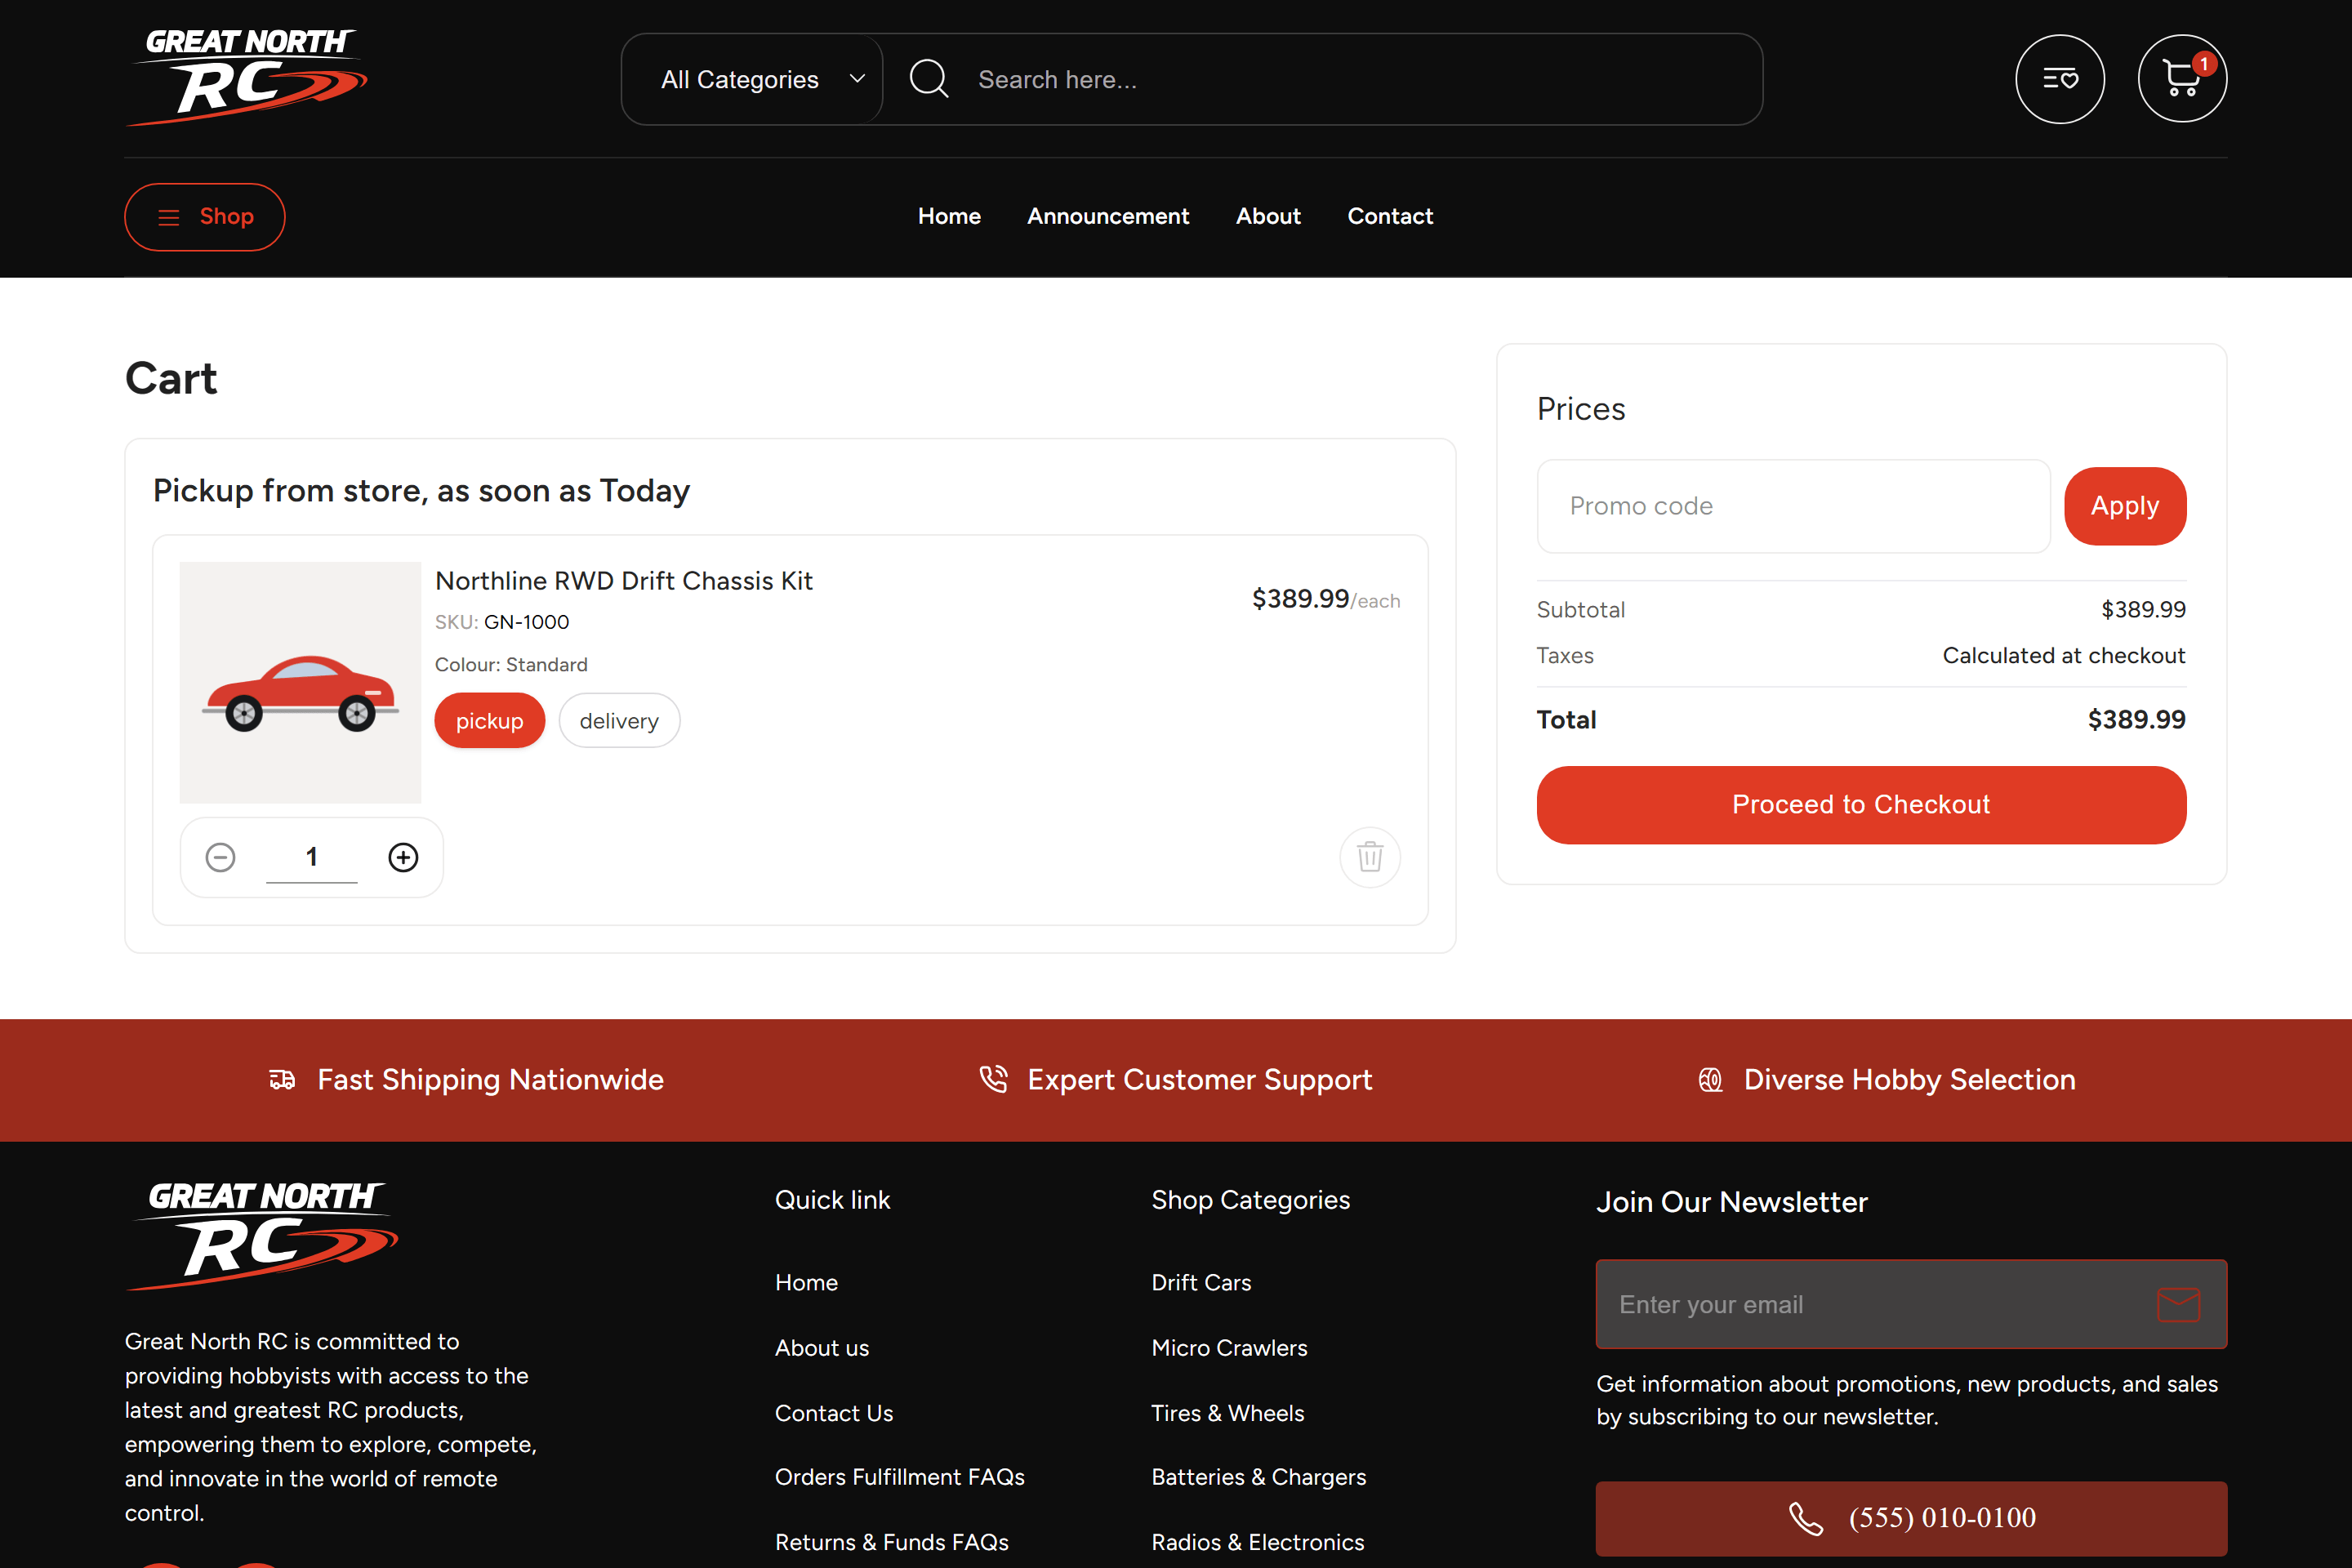 GREAT NORTH
RC
All Categories
Search here...
1
Shop
Home
Announcement
About
Contact
Cart
Pickup from store, as soon as Today
Northline RWD Drift Chassis Kit
$389.99/each
SKU: GN-1000
Colour: Standard
pickup
delivery
1
Prices
Promo code
Apply
Subtotal
$389.99
Taxes
Calculated at checkout
Total
$389.99
Proceed to Checkout
Fast Shipping Nationwide
Expert Customer Support
Diverse Hobby Selection
GREAT NORTH
RC
Great North RC is committed to
providing hobbyists with access to the
latest and greatest RC products,
empowering them to explore, compete,
and innovate in the world of remote
control.
Quick link
Home
About us
Contact Us
Orders Fulfillment FAQs
Returns & Funds FAQs
Shop Categories
Drift Cars
Micro Crawlers
Tires & Wheels
Batteries & Chargers
Radios & Electronics
Join Our Newsletter
Enter your email
Get information about promotions, new products, and sales
by subscribing to our newsletter.
(555) 010-0100